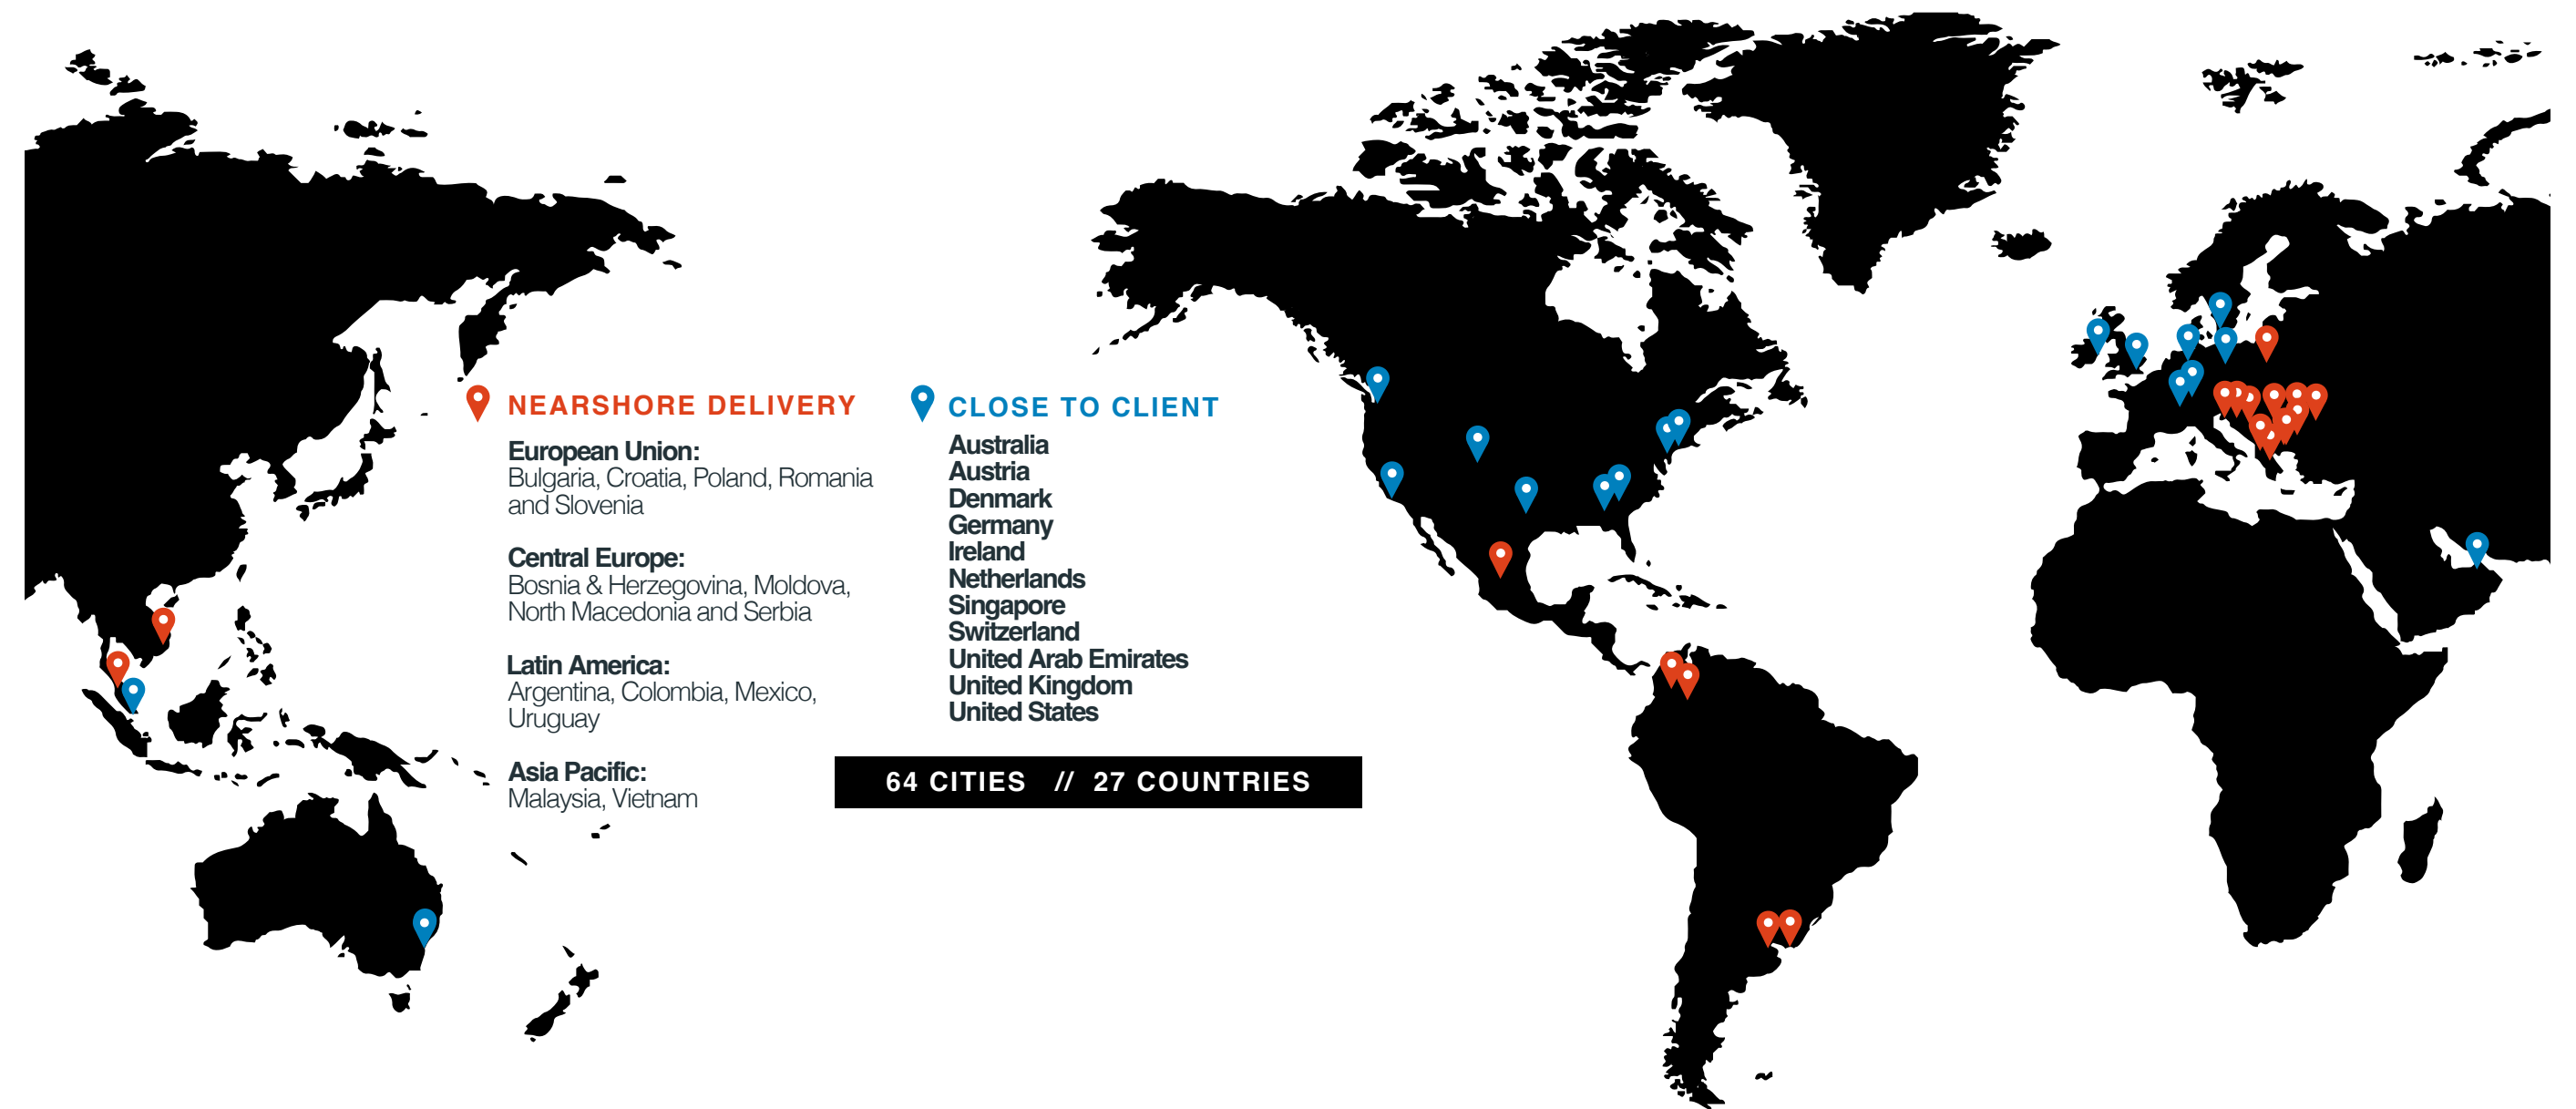 NEARSHORE DELIVERY
European Union:
Bulgaria, Croatia, Poland, Romania
and Slovenia
Central Europe:
Bosnia & Herzegovina, Moldova,
North Macedonia and Serbia
Latin America:
Argentina, Colombia, Mexico,
Uruguay
Asia Pacific:
Malaysia, Vietnam
CLOSE TO CLIENT
Australia
Austria
Denmark
Germany
Ireland
Netherlands
Singapore
Switzerland
United Arab Emirates
United Kingdom
United States
64 CITIES // 27 COUNTRIES